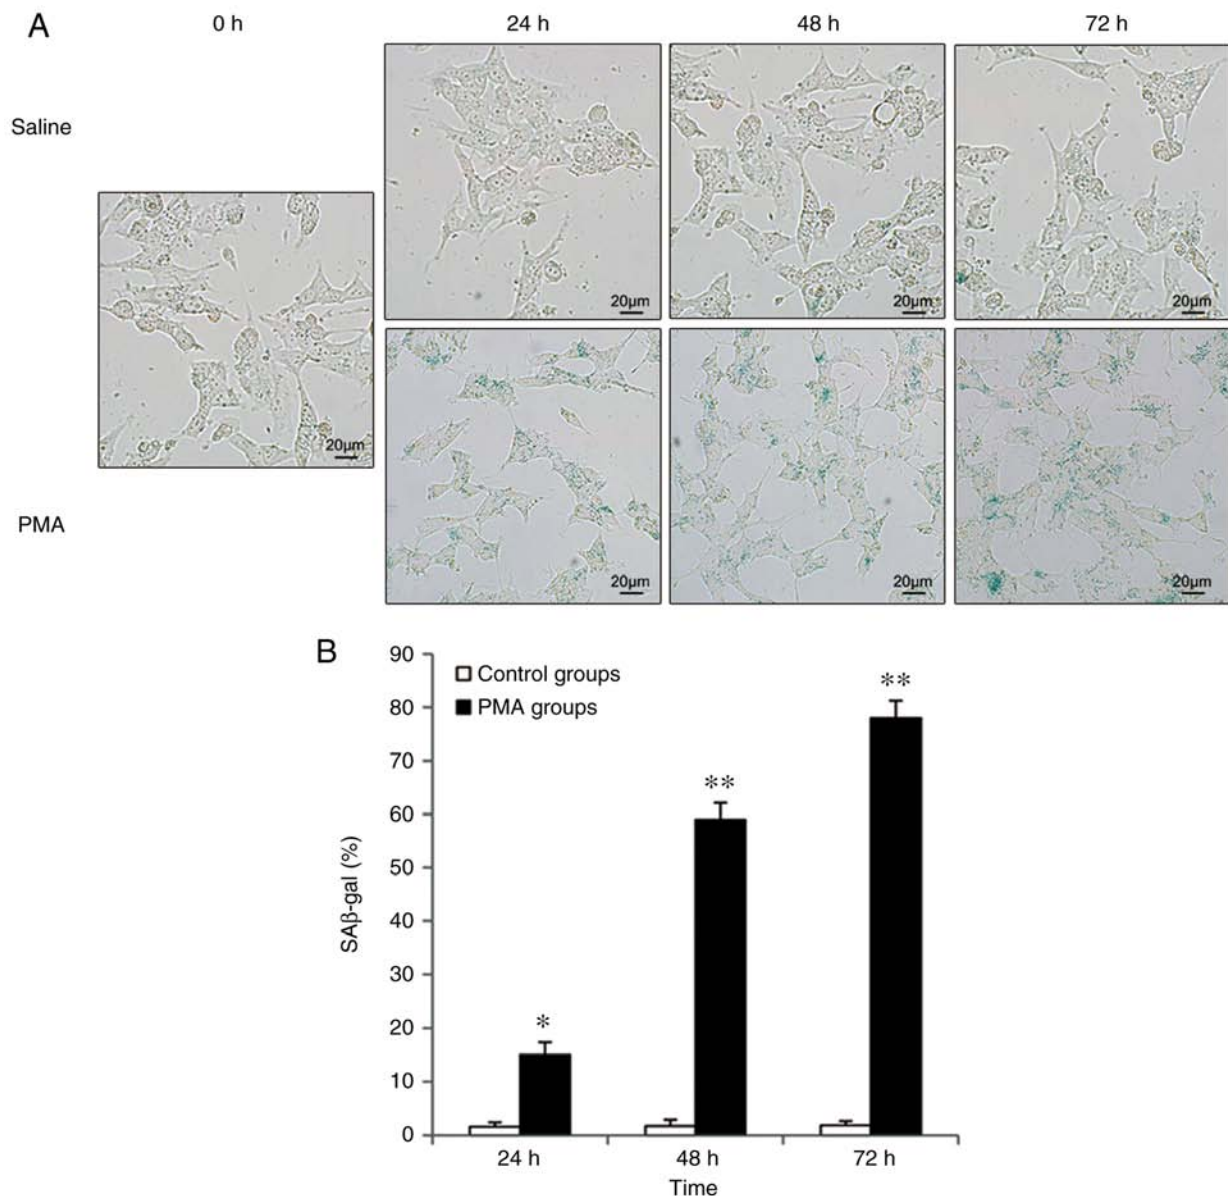 A
0 h
24 h
48 h
72 h
Saline
20µm
20µm
20µm
20µm
PMA
20µm
20µm
20µm
B
Control groups
PMA groups
90
80
70
60
50
40
30
20
10
0
SAβ-gal (%)
*
**
**
24 h
48 h
72 h
Time